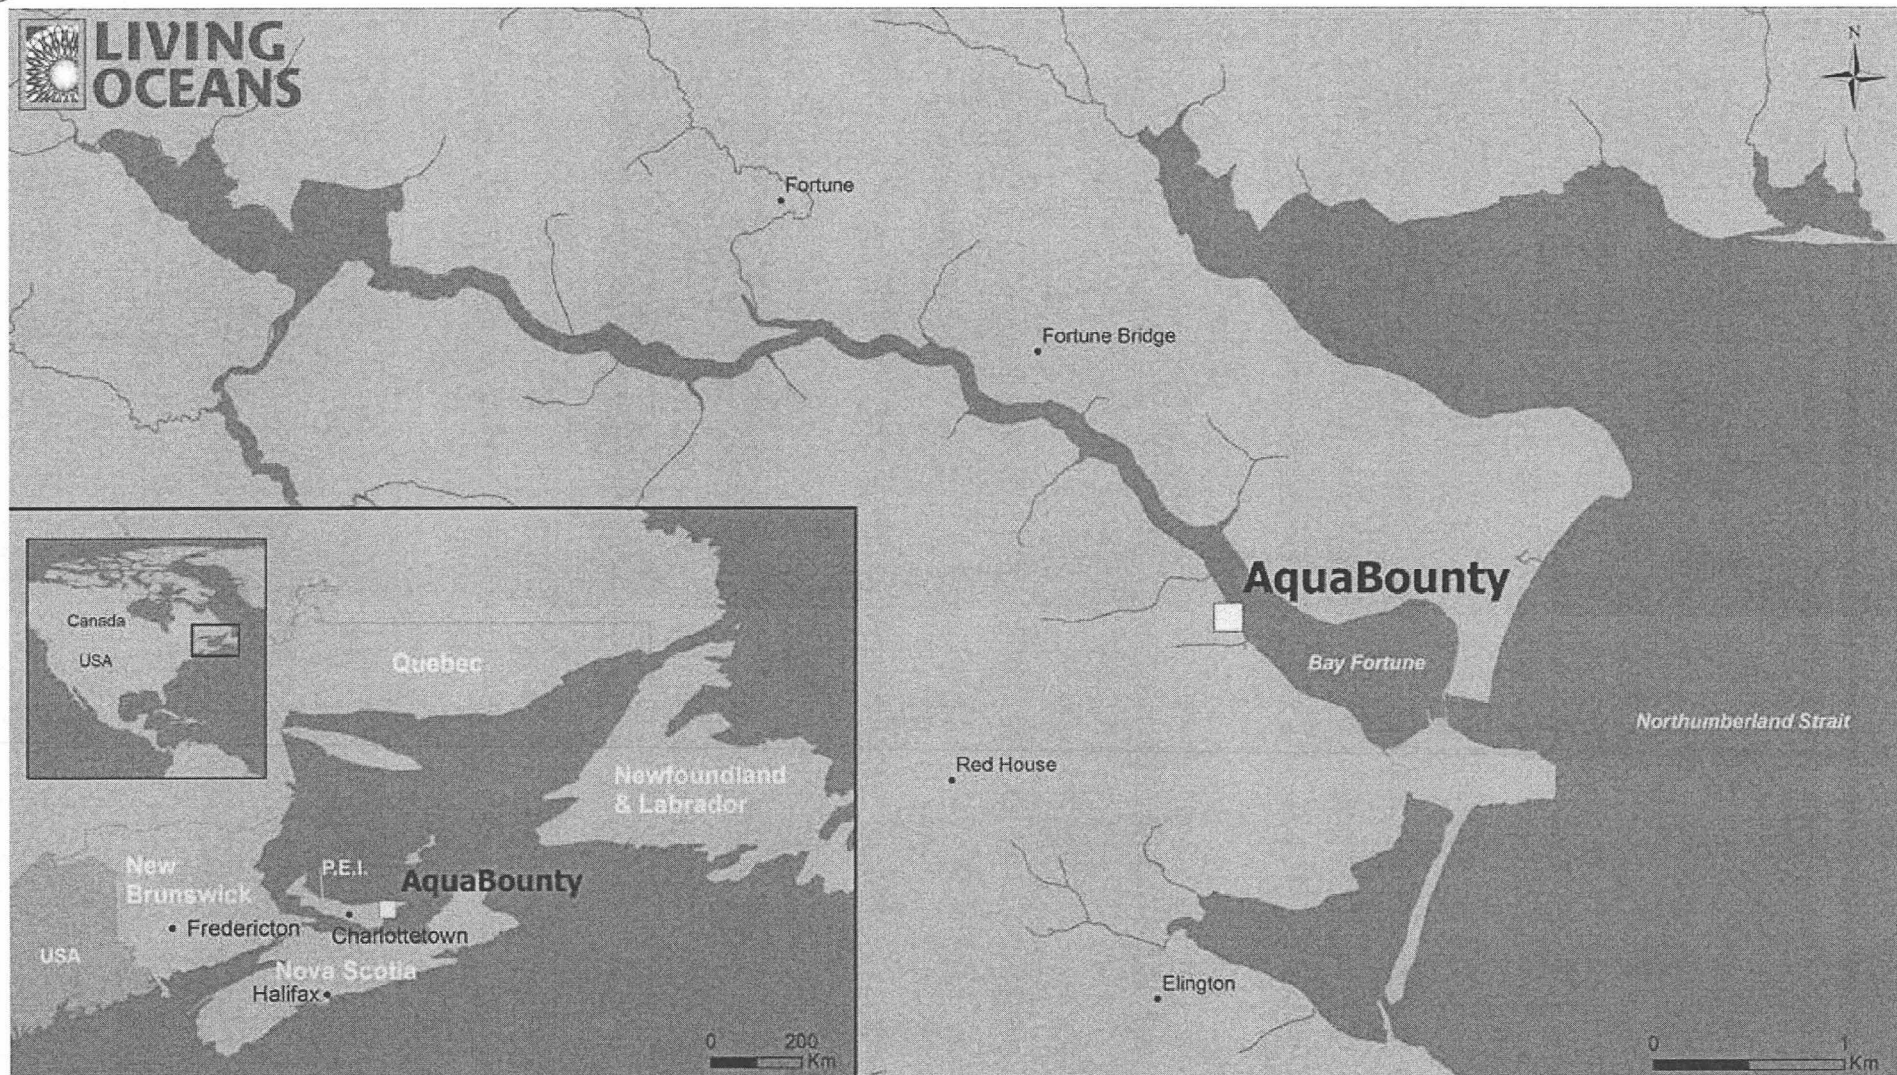 LIVING
OCEANS
N
Fortune
Fortune Bridge
AquaBounty
Bay Fortune
Northumberland Strait
Red House
Elington
0 1
Km
Canada
USA
Quebec
Newfoundland
& Labrador
New
Brunswick
P.E.I.
AquaBounty
Fredericton
Charlottetown
USA
Nova Scotia
Halifax
0 200
Km